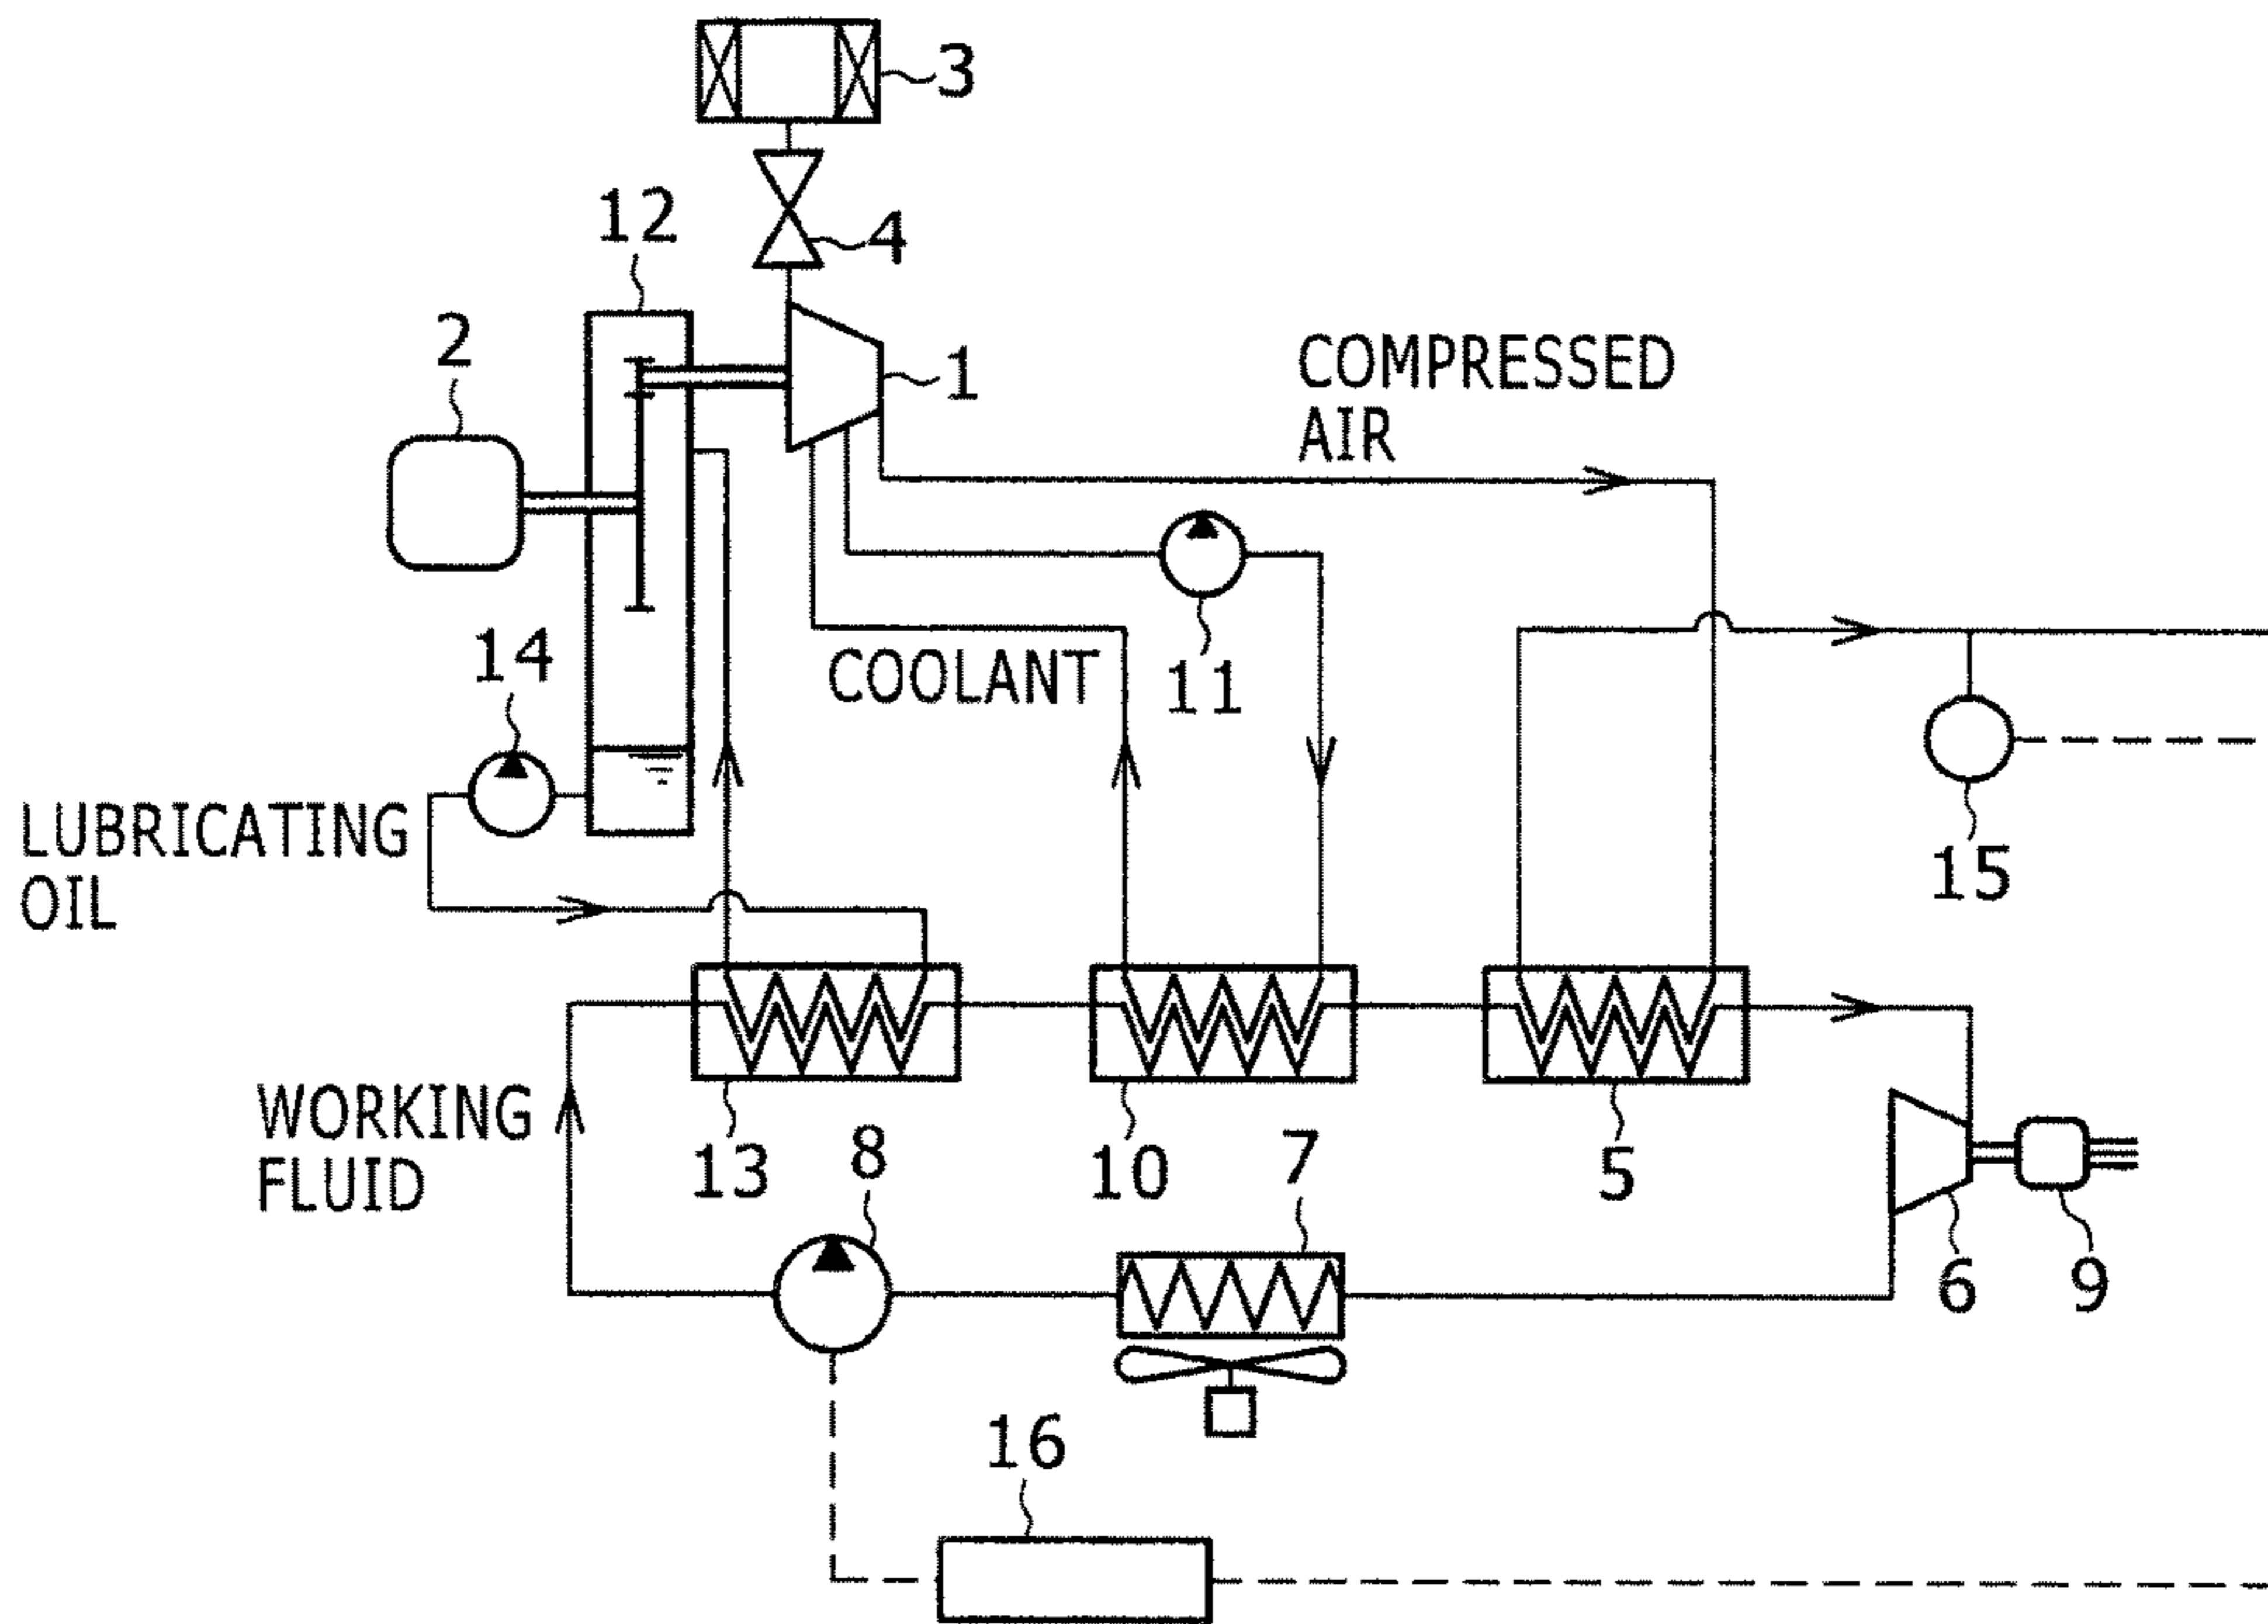 3
12
4
2
1
COMPRESSED
AIR
14
COOLANT
11
LUBRICATING
OIL
15
WORKING
FLUID
13
8
10
7
5
6
9
16